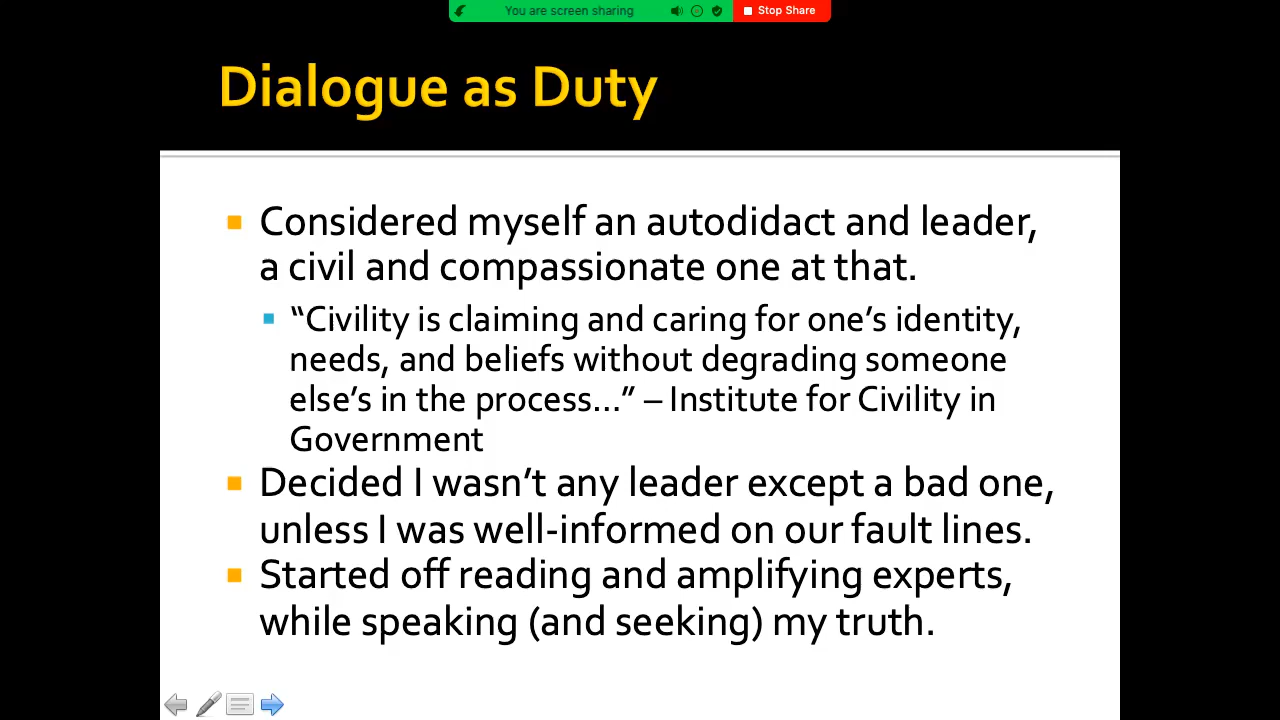 You are screen sharing
Stop Share
Dialogue as Duty
Considered myself an autodidact and leader,
a civil and compassionate one at that.
“Civility is claiming and caring for one’s identity,
needs, and beliefs without degrading someone
else’s in the process…” – Institute for Civility in
Government
Decided I wasn’t any leader except a bad one,
unless I was well-informed on our fault lines.
Started off reading and amplifying experts,
while speaking (and seeking) my truth.